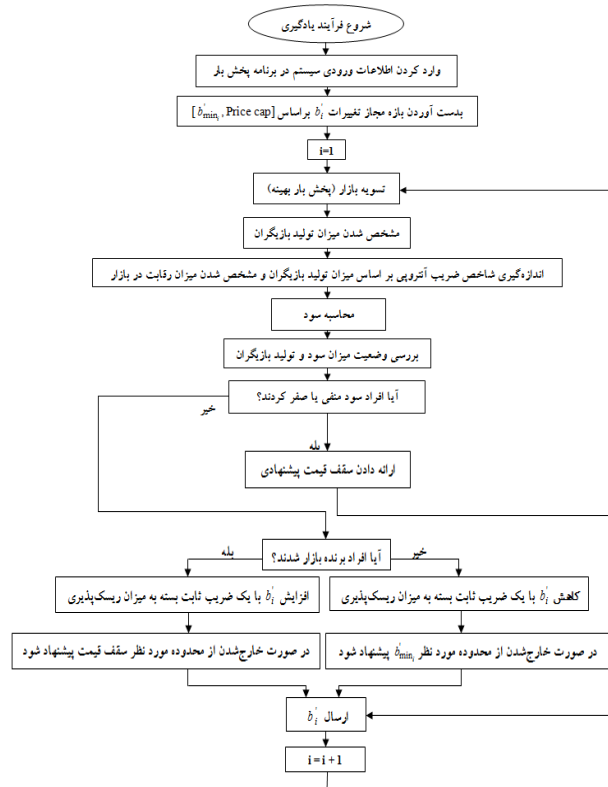 شروع فرآیند یادگیری
وارد کردن اطلاعات ورودی سیستم در برنامه پخش بار
بدست آوردن بازه مجاز تغییرات b'i براساس [b'mini , Price cap]
i=1
تسویه بازار (پخش بار بهینه)
مشخص شدن میزان تولید بازیگران
اندازه‌گیری شاخص ضریب آنتروپی بر اساس میزان تولید بازیگران و مشخص شدن میزان رقابت در بازار
محاسبه سود
بررسی وضعیت میزان سود و تولید بازیگران
آیا افراد سود منفی یا صفر کردند؟
خیر
بله
ارائه دادن سقف قیمت پیشنهادی
آیا افراد برنده بازار شدند؟
خیر
بله
کاهش b'i با یک ضریب ثابت بسته به میزان ریسک‌پذیری
افزایش b'i با یک ضریب ثابت بسته به میزان ریسک‌پذیری
در صورت خارج‌شدن از محدوده مورد نظر b'mini پیشنهاد شود
در صورت خارج‌شدن از محدوده مورد نظر سقف قیمت پیشنهاد شود
ارسال b'i
i = i + 1